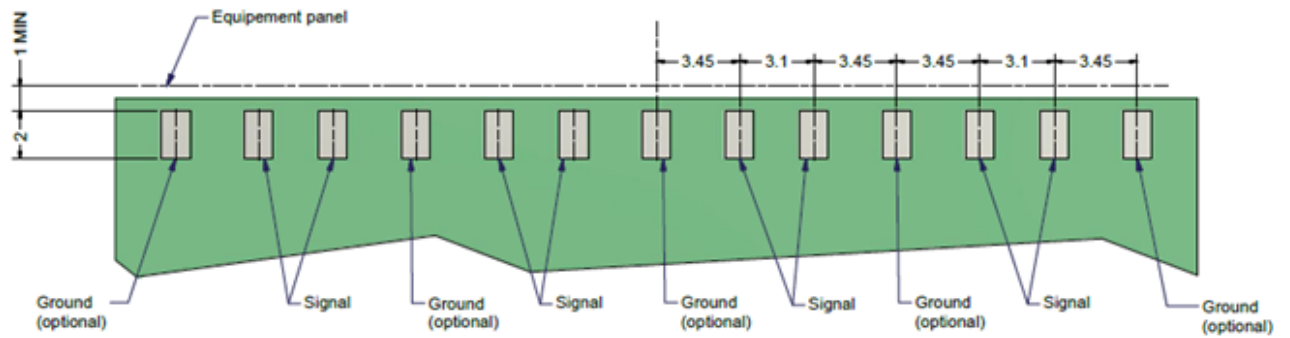 Equipement panel
1 MIN
3.45
3.1
3.45
3.45
3.1
3.45
2
Ground
(optional)
Signal
Ground
(optional)
Signal
Ground
(optional)
Signal
Ground
(optional)
Signal
Ground
(optional)